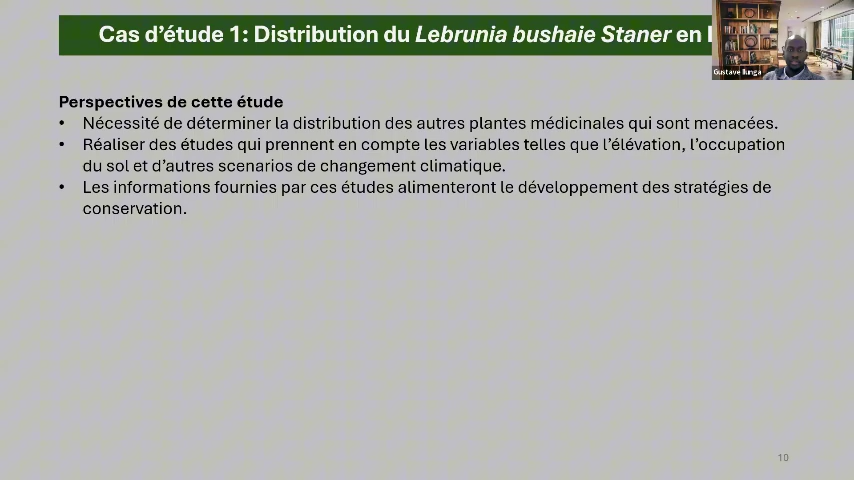 Cas d'étude 1: Distribution du Lebrunia bushaie Staner en
Gustave Ilunga
Perspectives de cette étude
• Nécessité de déterminer la distribution des autres plantes médicinales qui sont menacées.
• Réaliser des études qui prennent en compte les variables telles que l'élévation, l'occupation
du sol et d'autres scenarios de changement climatique.
• Les informations fournies par ces études alimenteront le développement des stratégies de
conservation.
10